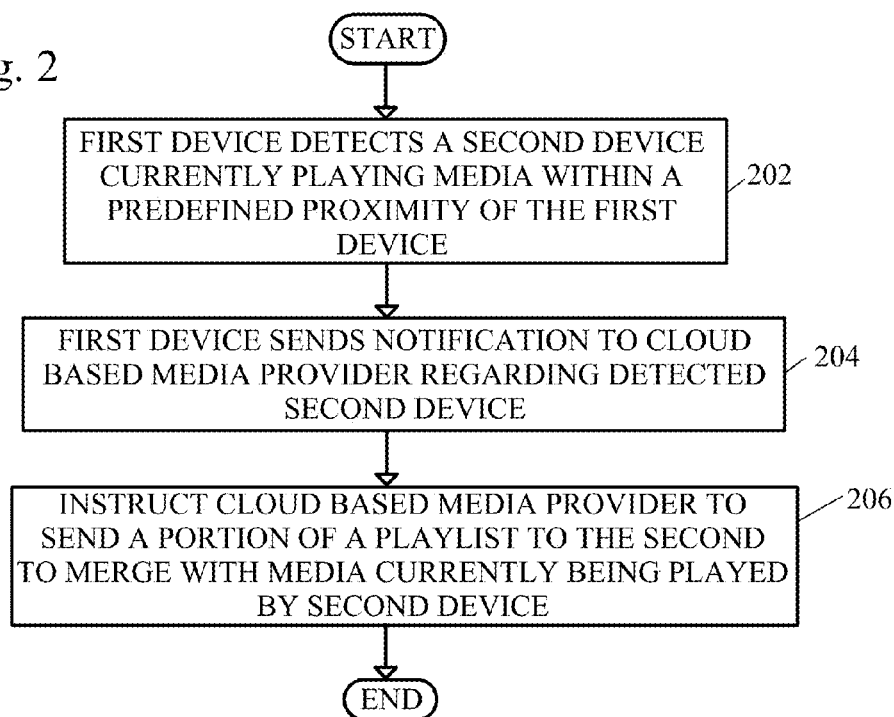 g. 2
START
FIRST DEVICE DETECTS A SECOND DEVICE
CURRENTLY PLAYING MEDIA WITHIN A
PREDEFINED PROXIMITY OF THE FIRST
DEVICE
202
FIRST DEVICE SENDS NOTIFICATION TO CLOUD
BASED MEDIA PROVIDER REGARDING DETECTED
SECOND DEVICE
204
INSTRUCT CLOUD BASED MEDIA PROVIDER TO
SEND A PORTION OF A PLAYLIST TO THE SECOND
TO MERGE WITH MEDIA CURRENTLY BEING PLAYED
BY SECOND DEVICE
206
END